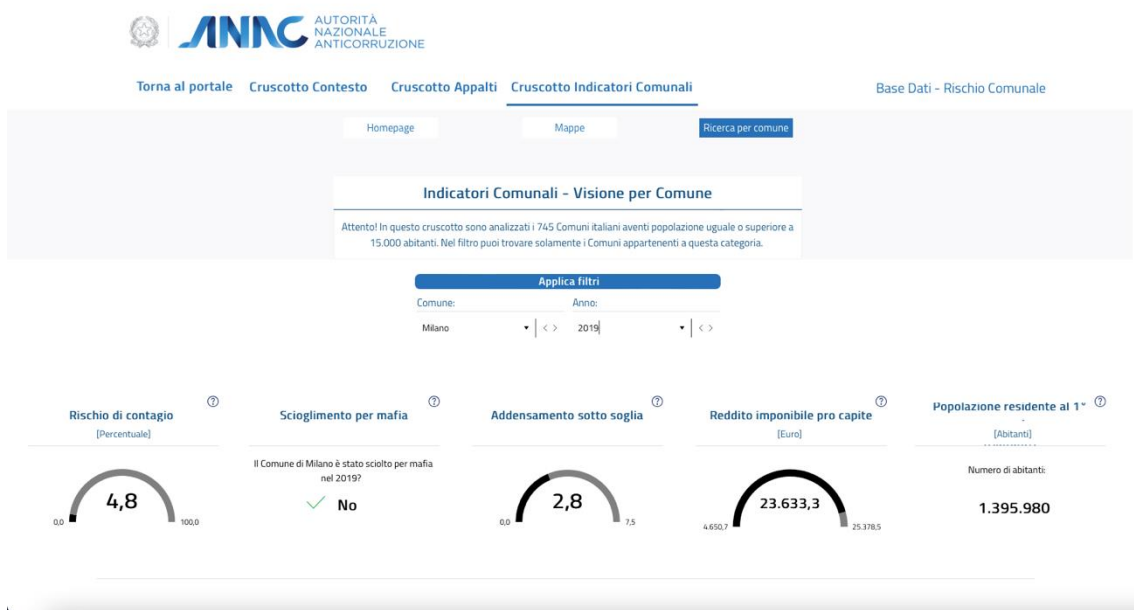 ANAC
AUTORITÀ
NAZIONALE
ANTICORRUZIONE
Torna al portale Cruscotto Contesto Cruscotto Appalti Cruscotto Indicatori Comunali Base Dati - Rischio Comunale
Homepage Mappe Ricerca per comune
Indicatori Comunali - Visione per Comune
Attento! In questo cruscotto sono analizzati i 745 Comuni italiani aventi popolazione uguale o superiore a
15.000 abitanti. Nel filtro puoi trovare solamente i Comuni appartenenti a questa categoria.
Applica filtri
Comune: Anno:
Milano 2019
Rischio di contagio
[Percentuale]
4,8
0,0 100,0
Scioglimento per mafia
Il Comune di Milano è stato sciolto per mafia
nel 2019?
No
Addensamento sotto soglia
2,8
0,0 7,5
Reddito imponibile pro capite
[Euro]
23.633,3
4.650,7 25.378,5
Popolazione residente al 1°
[Abitanti]
Numero di abitanti:
1.395.980